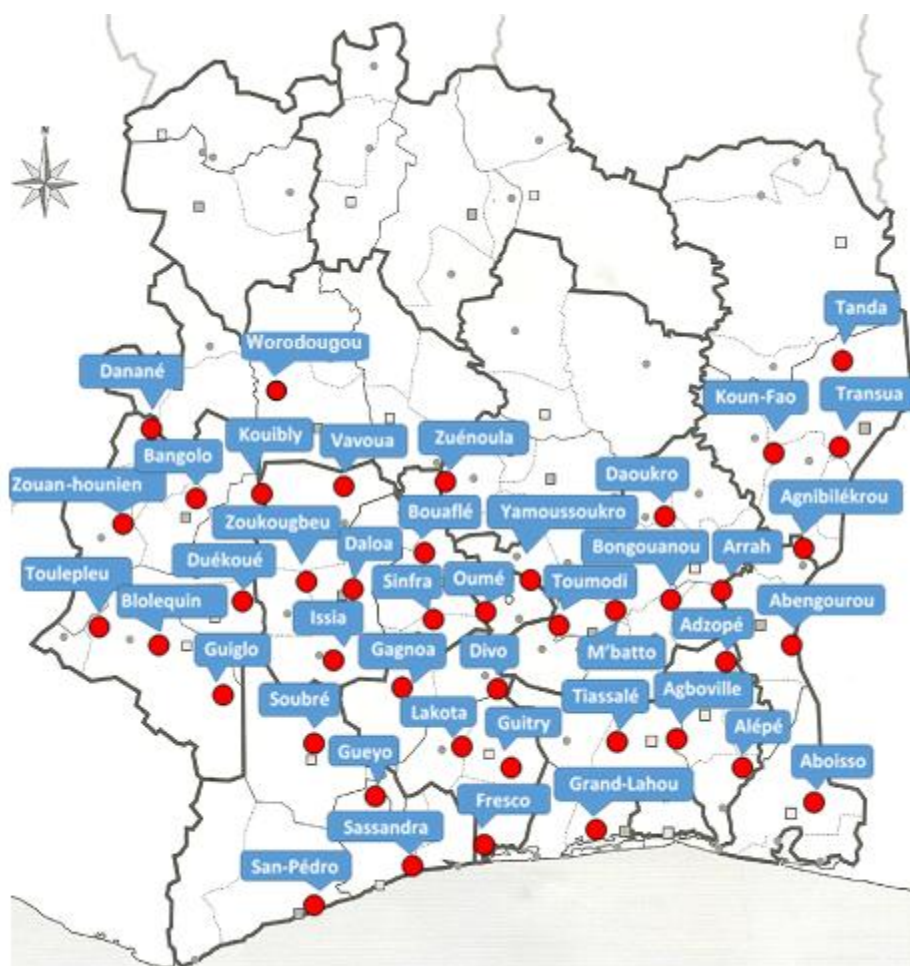 N
Tanda
Worodougou
Danané
Koun-Fao
Transua
Kouibly
Vavoua
Zuénoula
Bangolo
Zouan-hounien
Daoukro
Agnibilékrou
Zoukougbeu
Bouaflé
Yamoussoukro
Duékoué
Daloa
Bongouanou
Arrah
Toulepleu
Blolequin
Sinfra
Oumé
Toumodi
Abengourou
Issia
Adzopé
Guiglo
Gagnoa
Divo
M'batto
Soubré
Lakota
Tiassalé
Agboville
Guitry
Alépé
Gueyo
Aboisso
Fresco
Grand-Lahou
Sassandra
San-Pédro